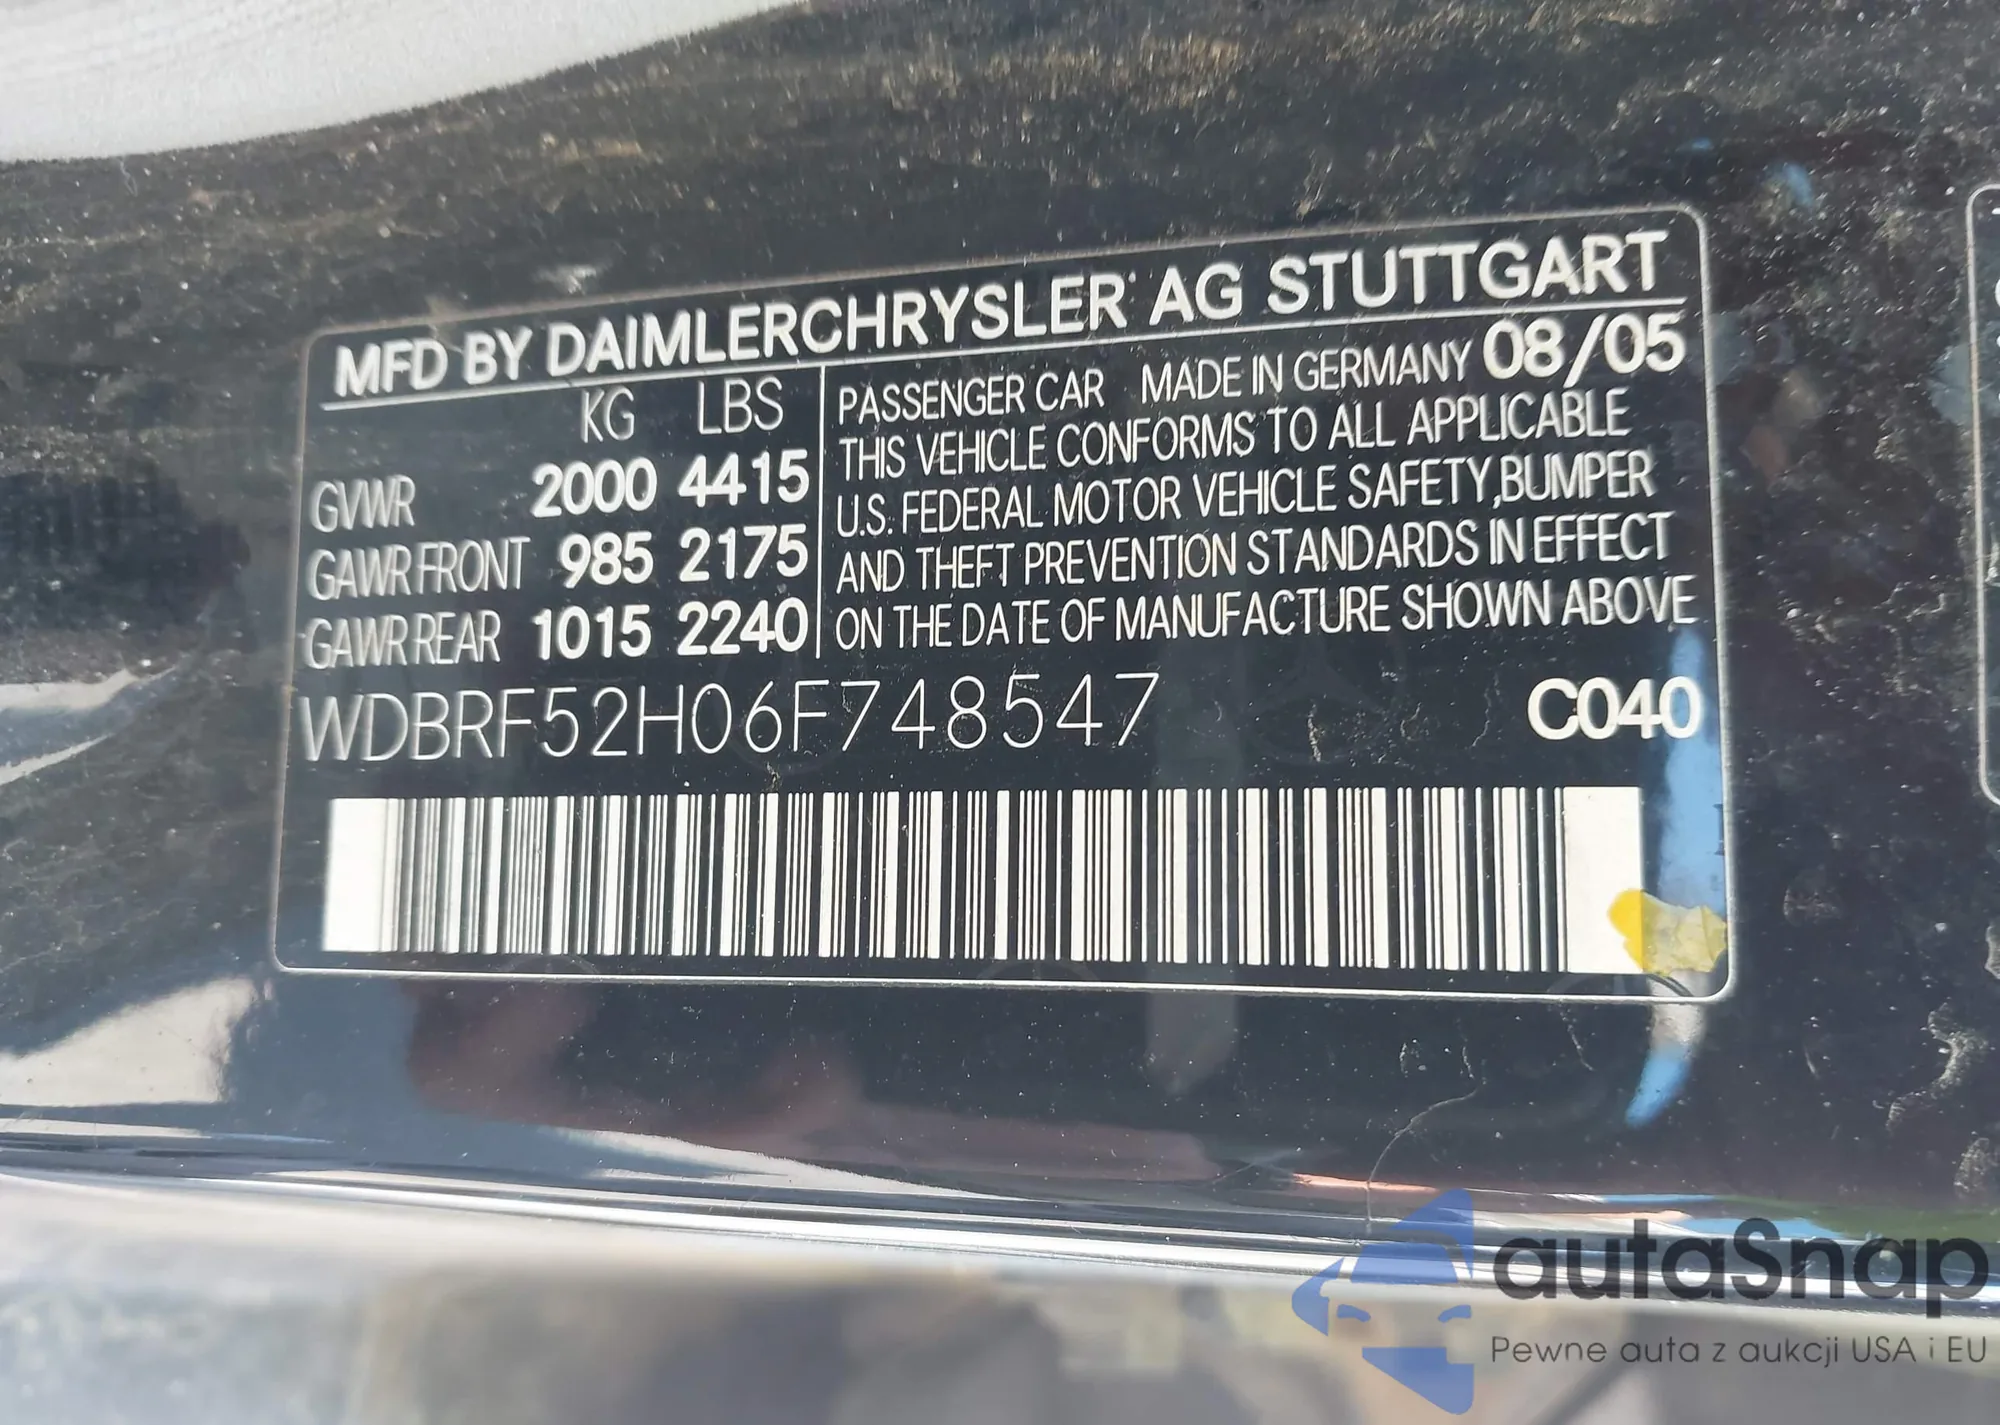 MFD BY DAIMLERCHRYSLER AG STUTTGART
KG LBS
GVWR 2000 4415
GAWR FRONT 985 2175
GAWR REAR 1015 2240
PASSENGER CAR MADE IN GERMANY 08/05
THIS VEHICLE CONFORMS TO ALL APPLICABLE
U.S. FEDERAL MOTOR VEHICLE SAFETY, BUMPER
AND THEFT PREVENTION STANDARDS IN EFFECT
ON THE DATE OF MANUFACTURE SHOWN ABOVE
WDBRF52H06F748547 C040
autaSnap
Pewne auta z aukcji USA i EU